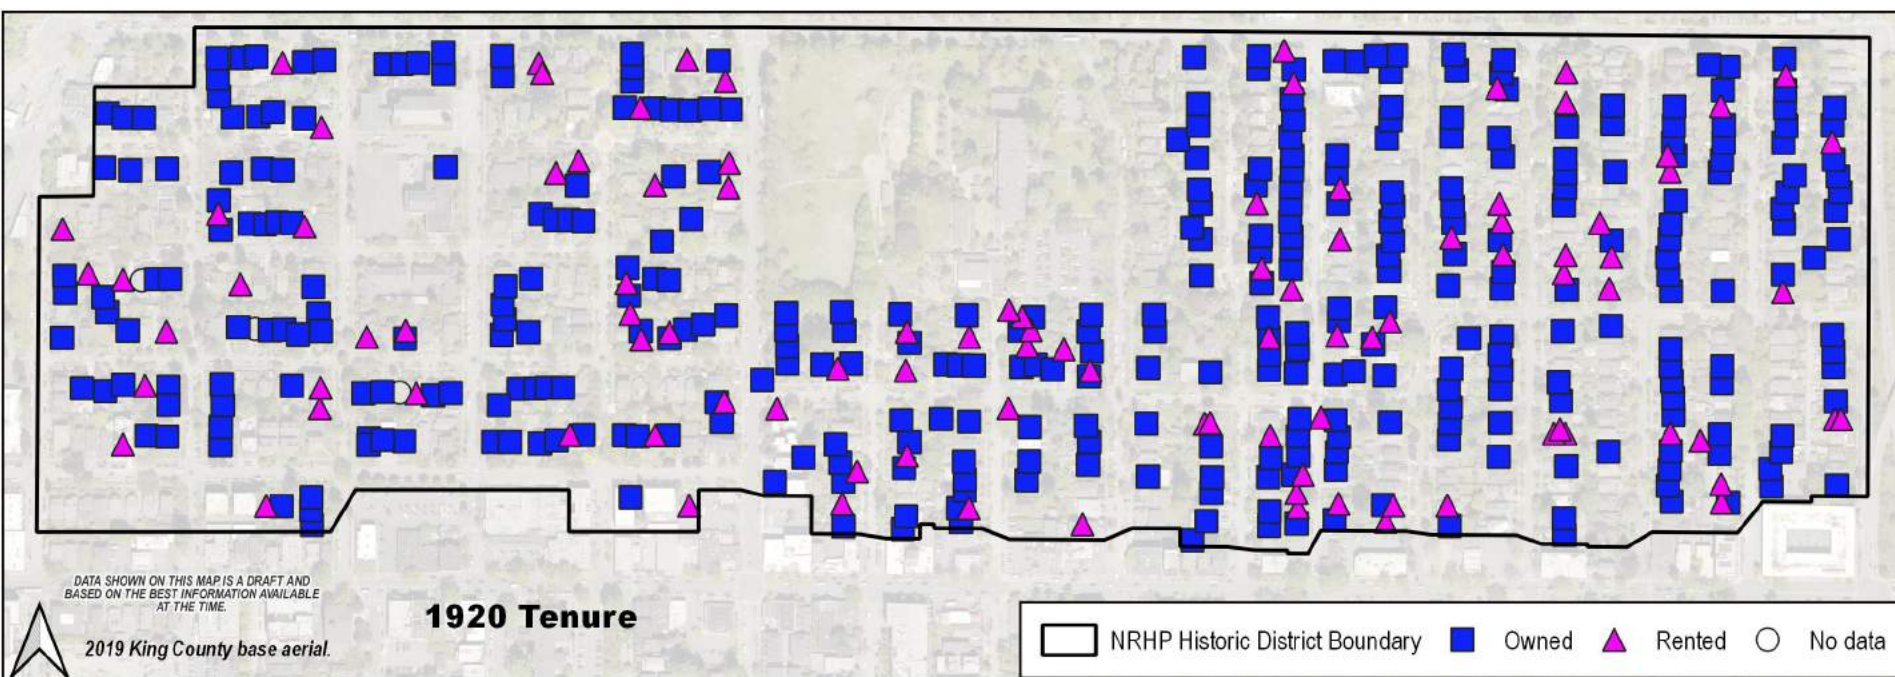 DATA SHOWN ON THIS MAP IS A DRAFT AND
BASED ON THE BEST INFORMATION AVAILABLE
AT THE TIME.
1920 Tenure
2019 King County base aerial.
NRHP Historic District Boundary Owned Rented No data